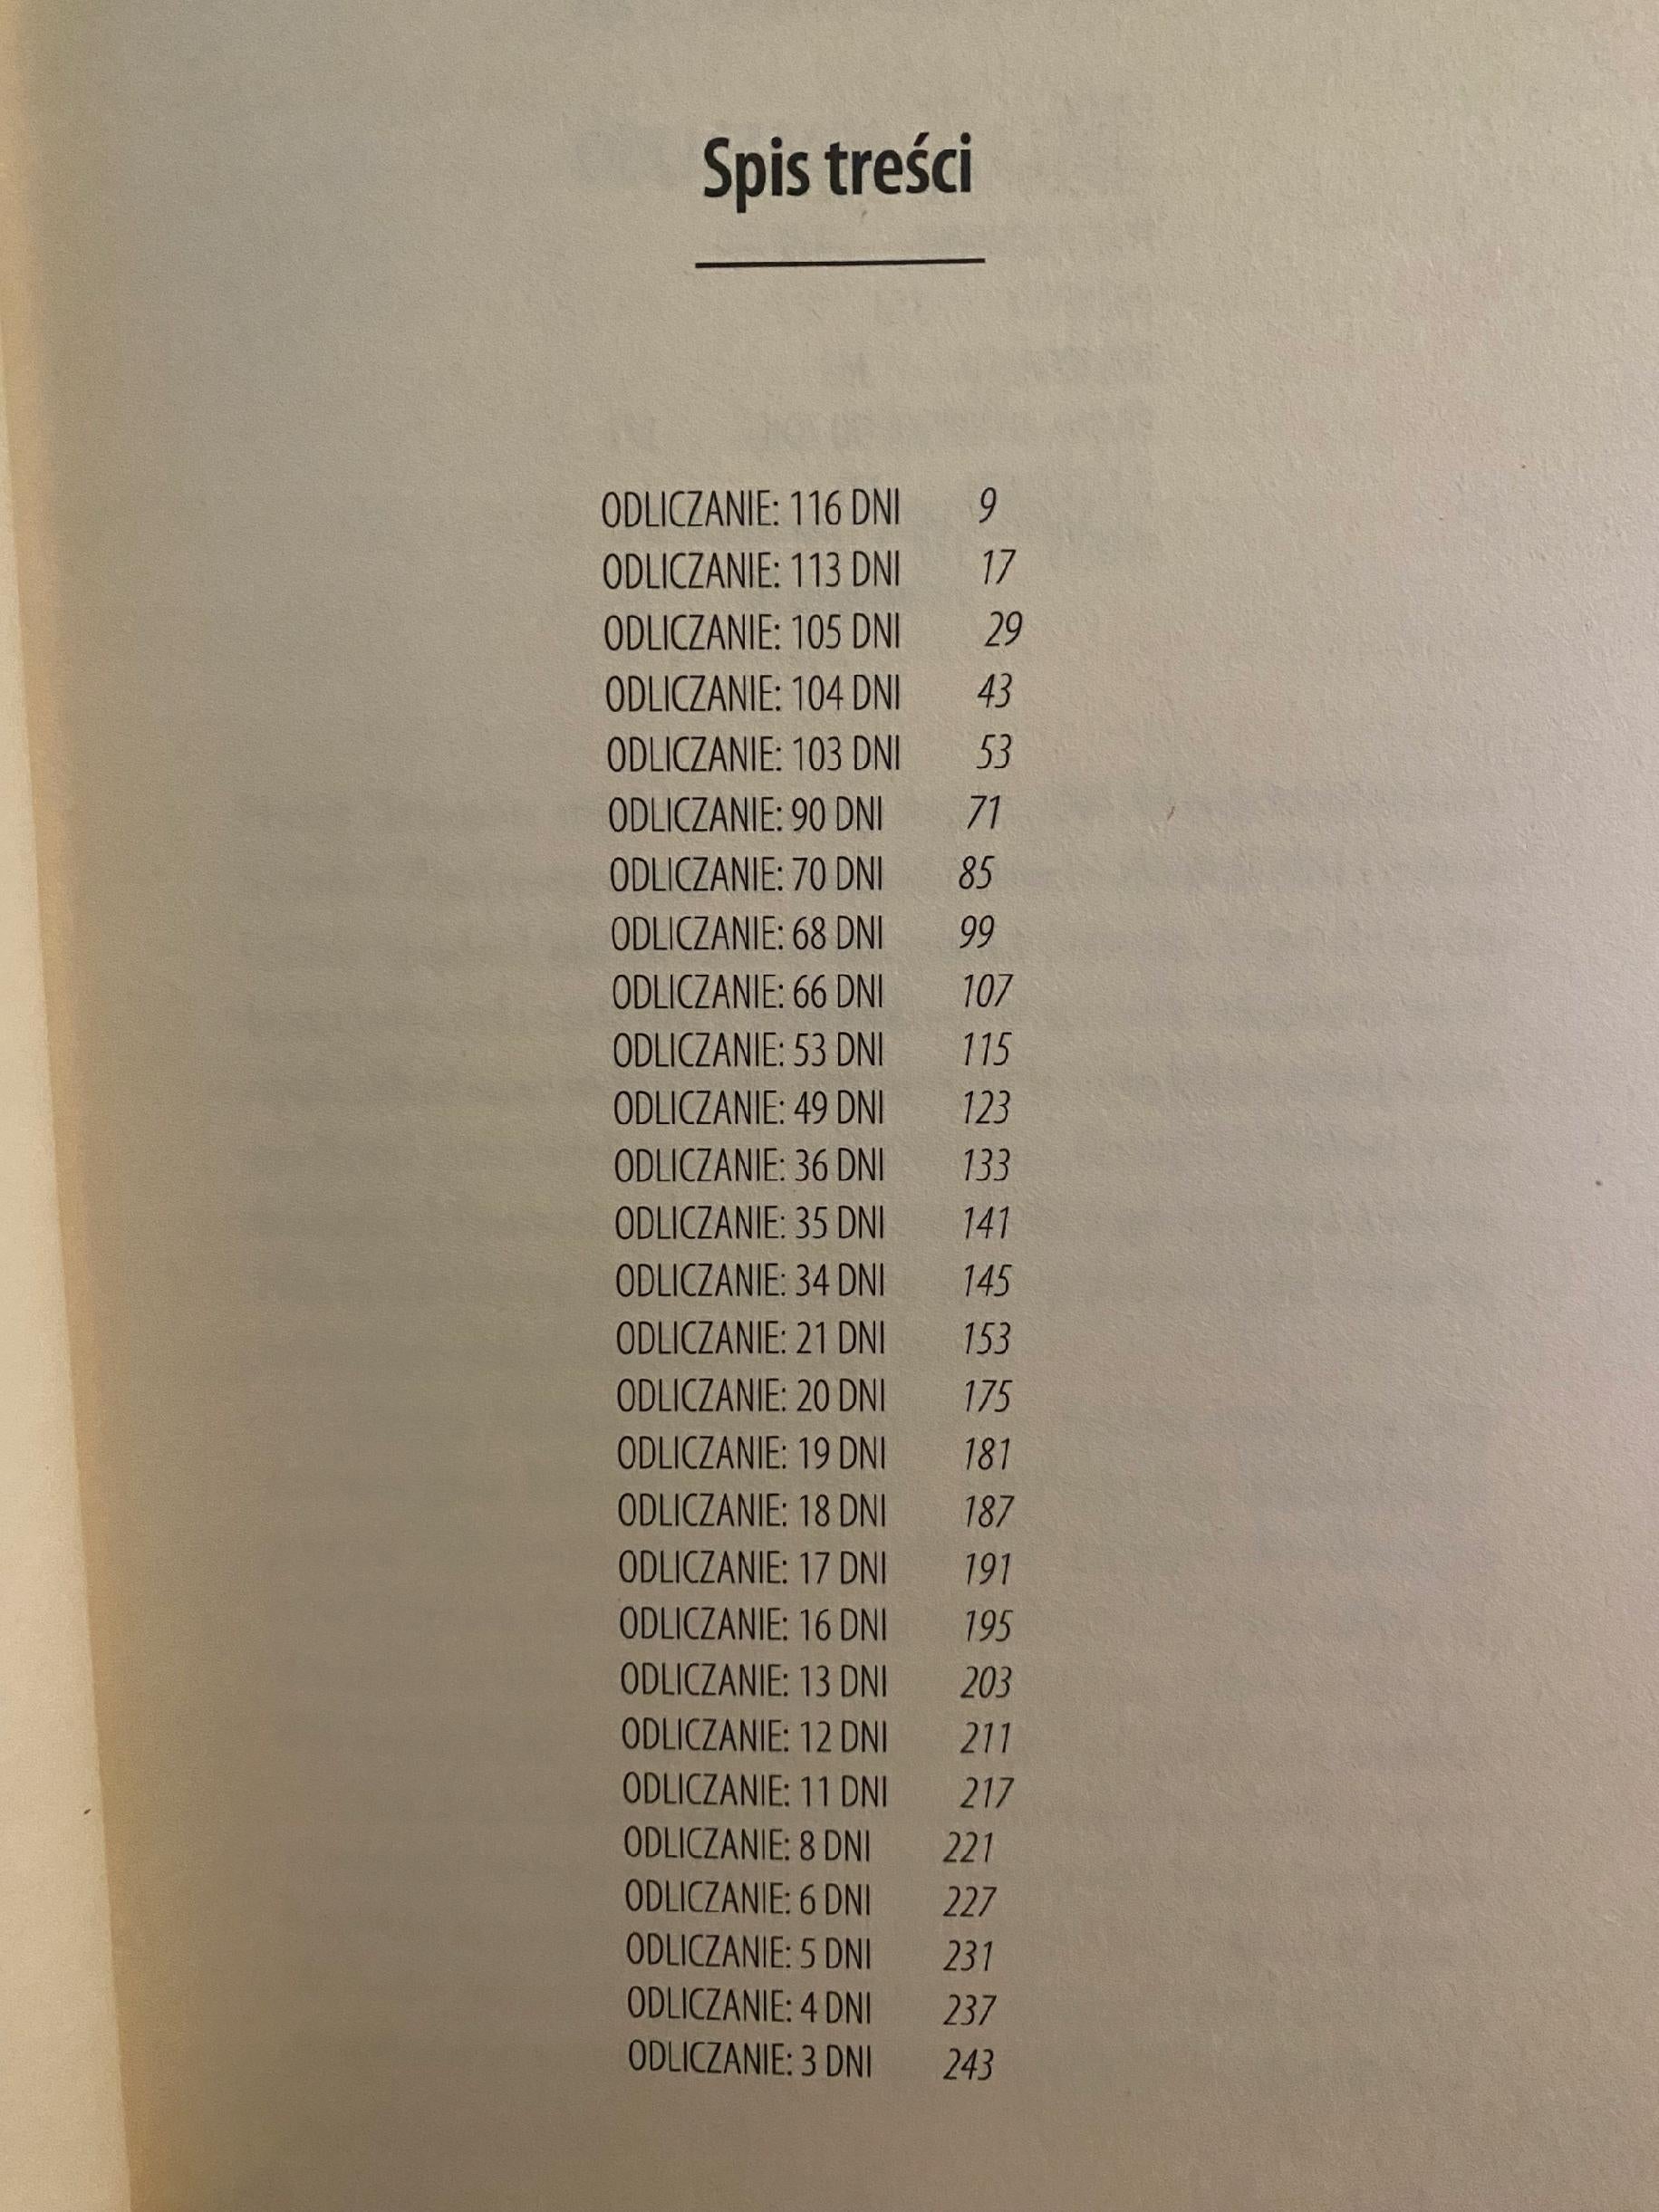 Spis treści
ODLICZANIE: 116 DNI 9
ODLICZANIE: 113 DNI 17
ODLICZANIE: 105 DNI 29
ODLICZANIE: 104 DNI 43
ODLICZANIE: 103 DNI 53
ODLICZANIE: 90 DNI 71
ODLICZANIE: 70 DNI 85
ODLICZANIE: 68 DNI 99
ODLICZANIE: 66 DNI 107
ODLICZANIE: 53 DNI 115
ODLICZANIE: 49 DNI 123
ODLICZANIE: 36 DNI 133
ODLICZANIE: 35 DNI 141
ODLICZANIE: 34 DNI 145
ODLICZANIE: 21 DNI 153
ODLICZANIE: 20 DNI 175
ODLICZANIE: 19 DNI 181
ODLICZANIE: 18 DNI 187
ODLICZANIE: 17 DNI 191
ODLICZANIE: 16 DNI 195
ODLICZANIE: 13 DNI 203
ODLICZANIE: 12 DNI 211
ODLICZANIE: 11 DNI 217
ODLICZANIE: 8 DNI 221
ODLICZANIE: 6 DNI 227
ODLICZANIE: 5 DNI 231
ODLICZANIE: 4 DNI 237
ODLICZANIE: 3 DNI 243